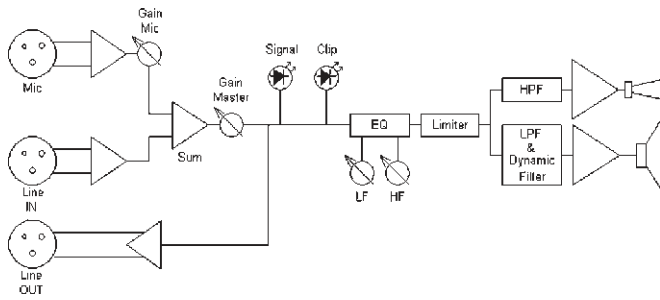 Gain
Mic
Mic
Signal
Clip
Gain
Master
Sum
EQ
Limiter
HPF
LPF
&
Dynamic
Filter
LF
HF
Line
IN
Line
OUT